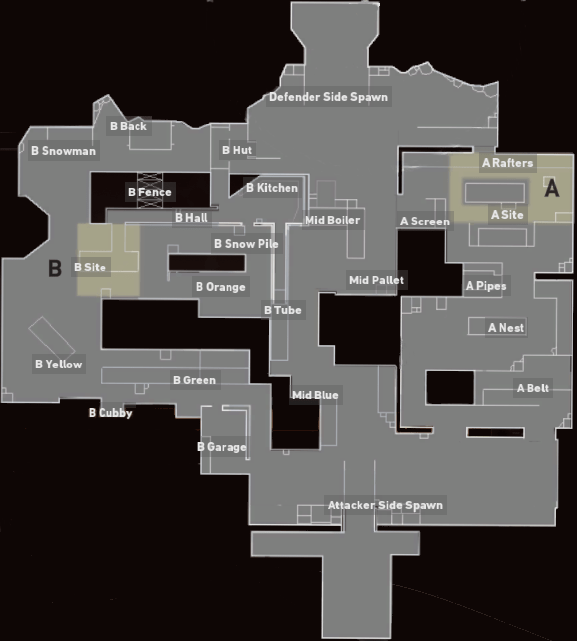 Defender Side Spawn
B Back
B Snowman
B Hut
A Rafters
B Kitchen
B Fence
A
A Site
B Hall
Mid Boiler
A Screen
B Snow Pile
B
B Site
Mid Pallet
B Orange
A Pipes
B Tube
A Nest
B Yellow
B Green
A Belt
Mid Blue
B Cubby
B Garage
Attacker Side Spawn